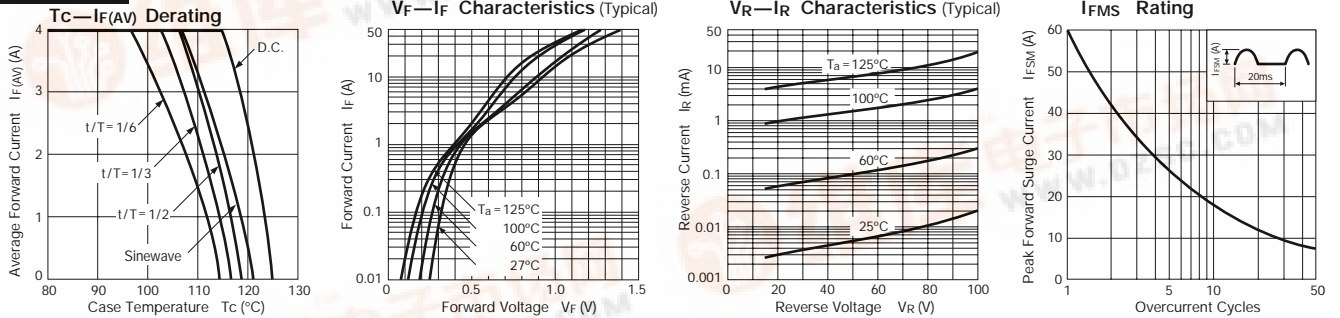 Tc—IF(AV) Derating
Average Forward Current IF(AV) (A)
4
3
2
1
0
D.C.
t/T=1/6
t/T=1/3
t/T=1/2
Sinewave
80
90
100
110
120
130
Case Temperature Tc (°C)
VF—IF Characteristics (Typical)
Forward Current IF (A)
50
10
1
0.1
0.01
Ta=125°C
100°C
60°C
27°C
0
0.5
1.0
1.5
Forward Voltage VF (V)
VR—IR Characteristics (Typical)
Reverse Current IR (mA)
50
10
1
0.1
0.01
0.001
Ta=125°C
100°C
60°C
25°C
0
20
40
60
80
100
Reverse Voltage VR (V)
IFMS Rating
Peak Forward Surge Current IFSM (A)
60
50
40
30
20
10
0
IFSM (A)
20ms
1
5
10
50
Overcurrent Cycles